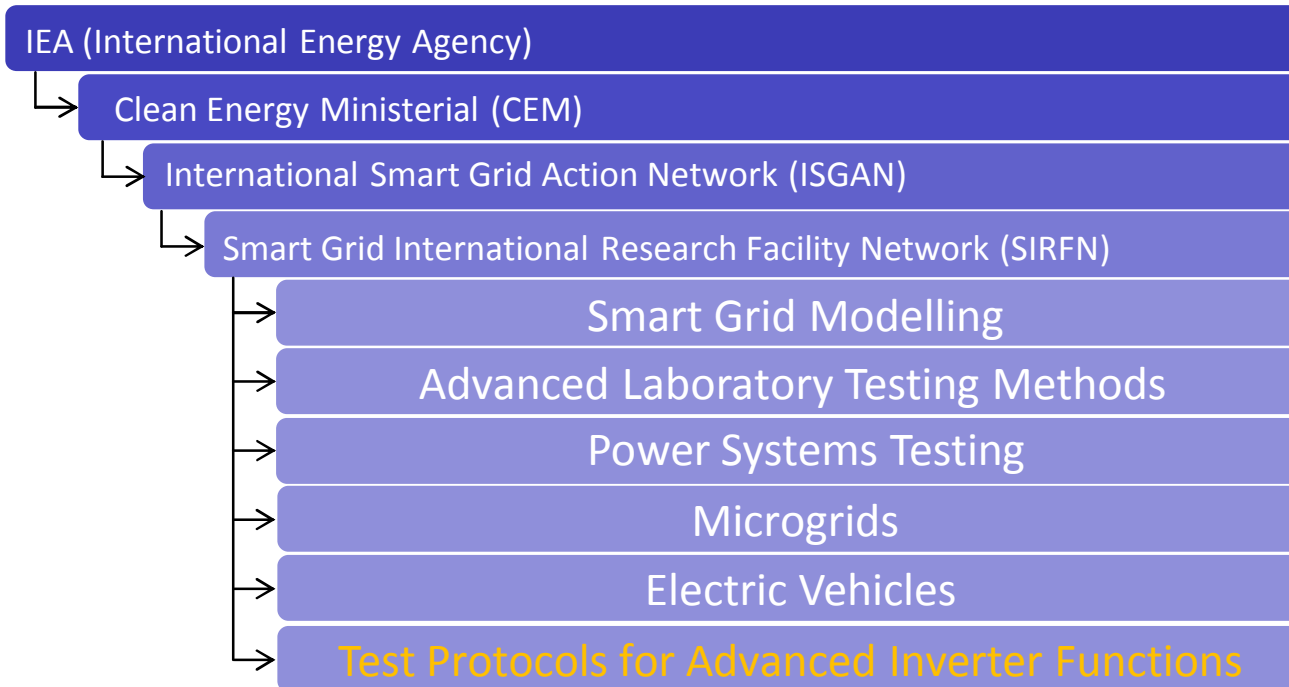 IEA (International Energy Agency)
Clean Energy Ministerial (CEM)
International Smart Grid Action Network (ISGAN)
Smart Grid International Research Facility Network (SIRFN)
Smart Grid Modelling
Advanced Laboratory Testing Methods
Power Systems Testing
Microgrids
Electric Vehicles
Test Protocols for Advanced Inverter Functions